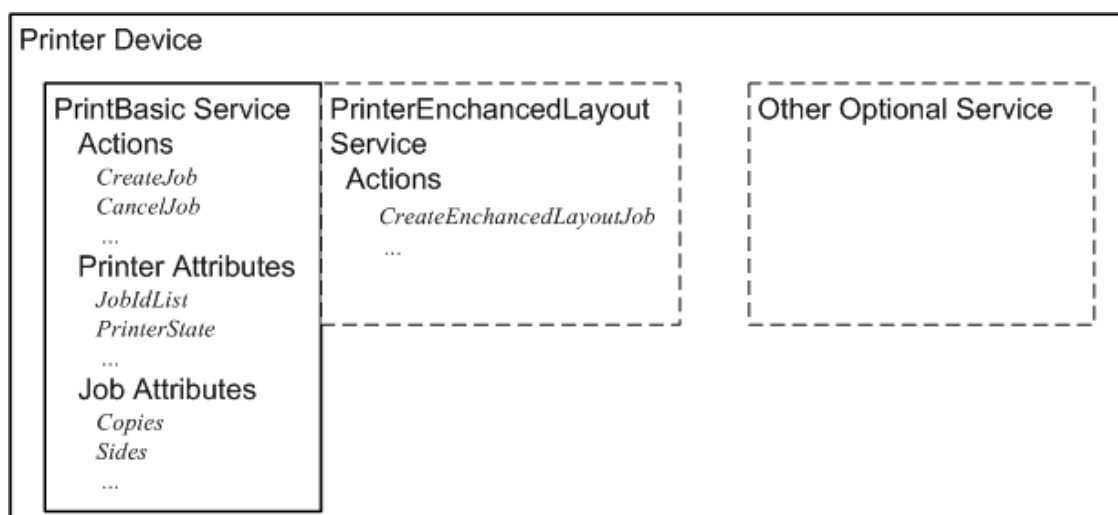 Printer Device
PrintBasic Service
Actions
CreateJob
CancelJob
...
Printer Attributes
JobIdList
PrinterState
...
Job Attributes
Copies
Sides
...
PrinterEnchancedLayout
Service
Actions
CreateEnchancedLayoutJob
...
Other Optional Service